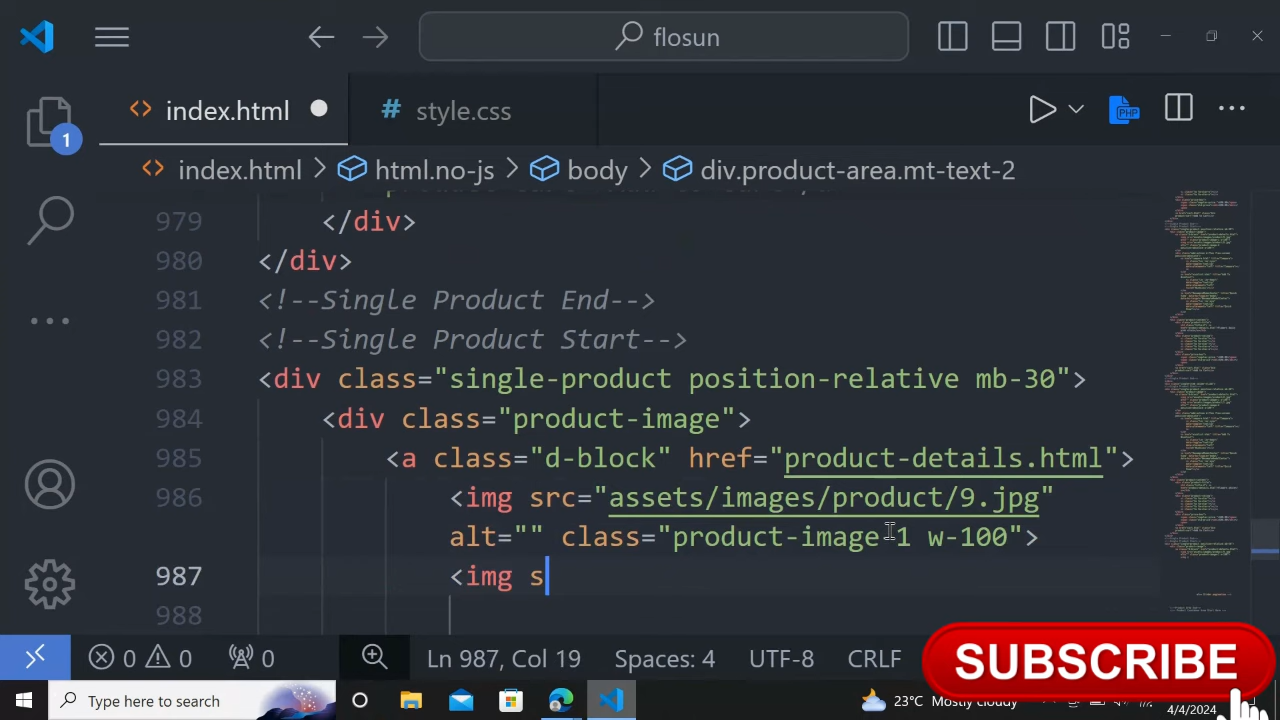 flosun
index.html
style.css
PHP
1
index.html > html.no-js > body > div.product-area.mt-text-2
979 </div>
980 </div>
981 <!--Single Product End-->
982 <!--Single Product Start-->
983 <div class="single-product position-relative mb-30">
984 <div class="product-image">
985 <a class="d-block" href="product-details.html">
986 <img src="assets/images/product/9.jpg"
alt="" class="product-image-1 w-100">
987 <img s
988
0 0 0 Ln 987, Col 19 Spaces: 4 UTF-8 CRLF
SUBSCRIBE
Type here to search
23°C Mostly cloudy
4/4/2024